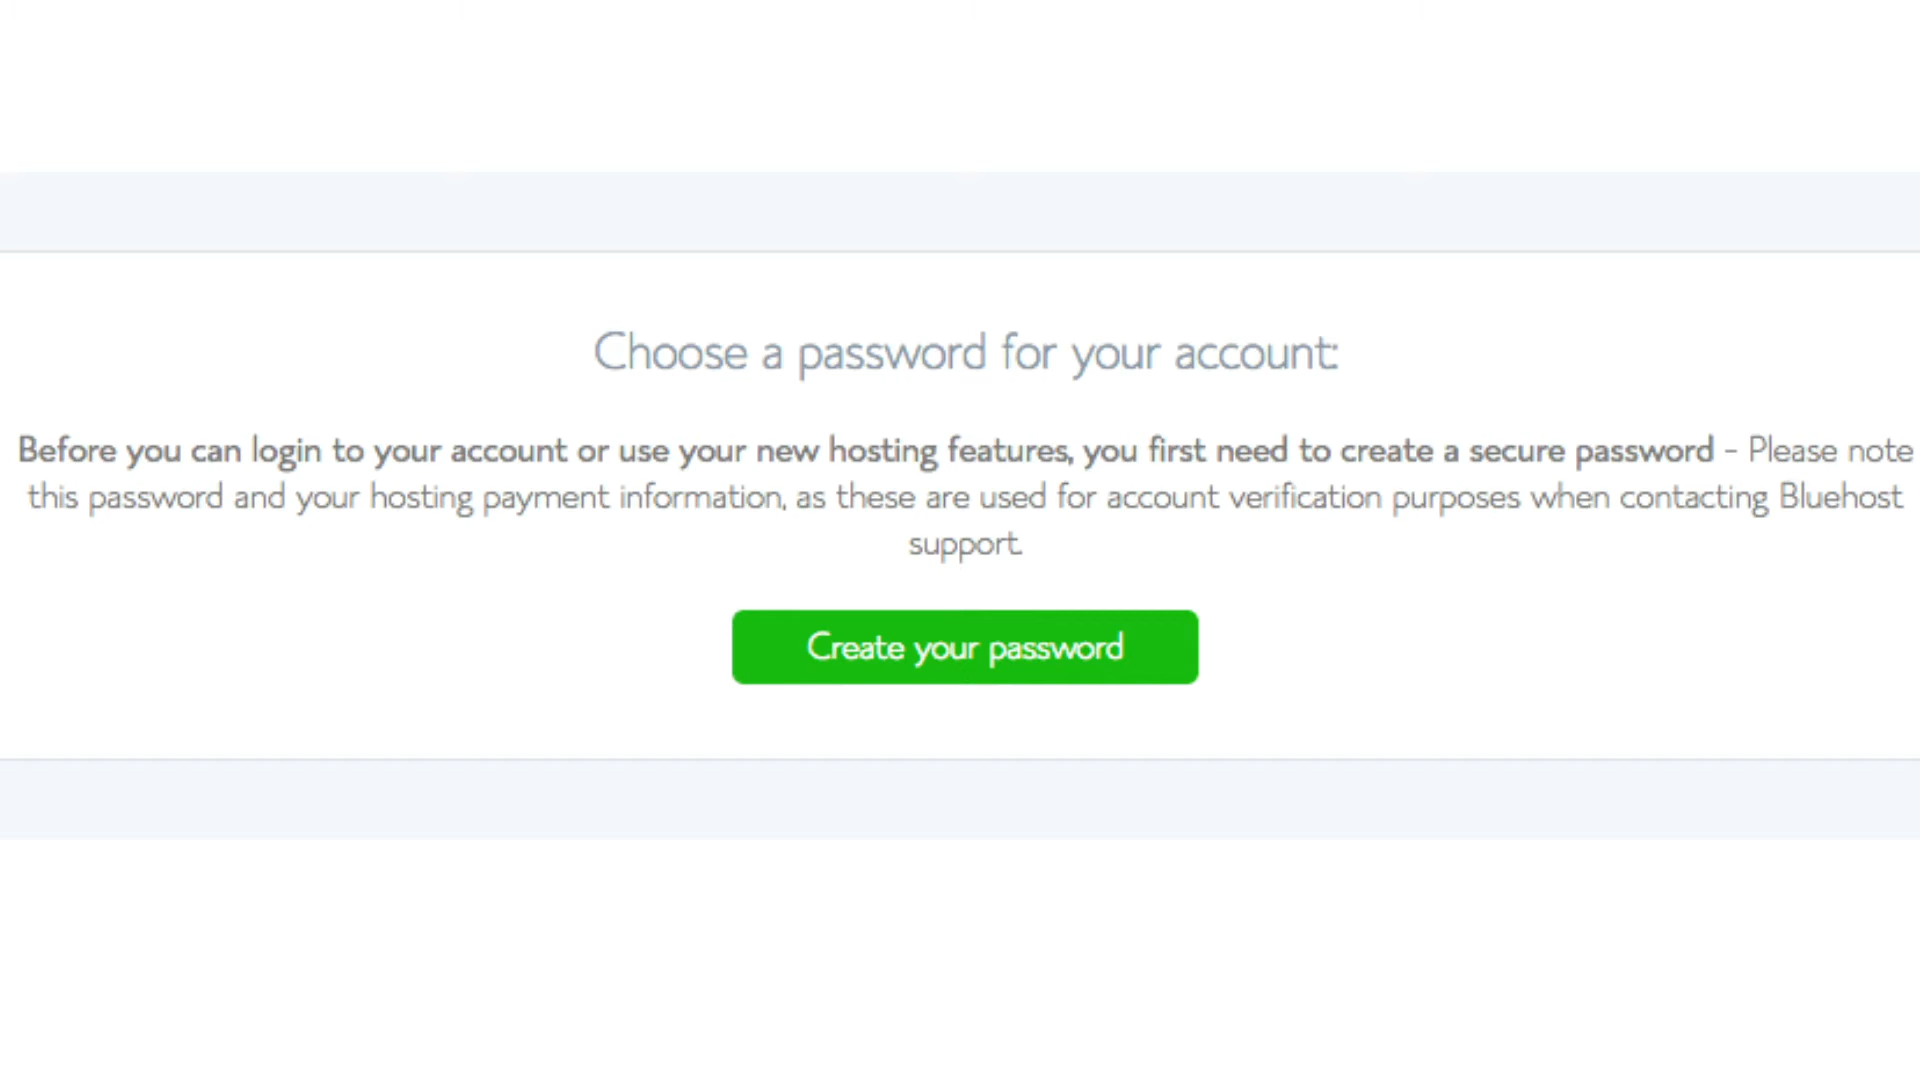 Choose a password for your account:
Before you can login to your account or use your new hosting features, you first need to create a secure password - Please note
this password and your hosting payment information, as these are used for account verification purposes when contacting Bluehost
support.
Create your password